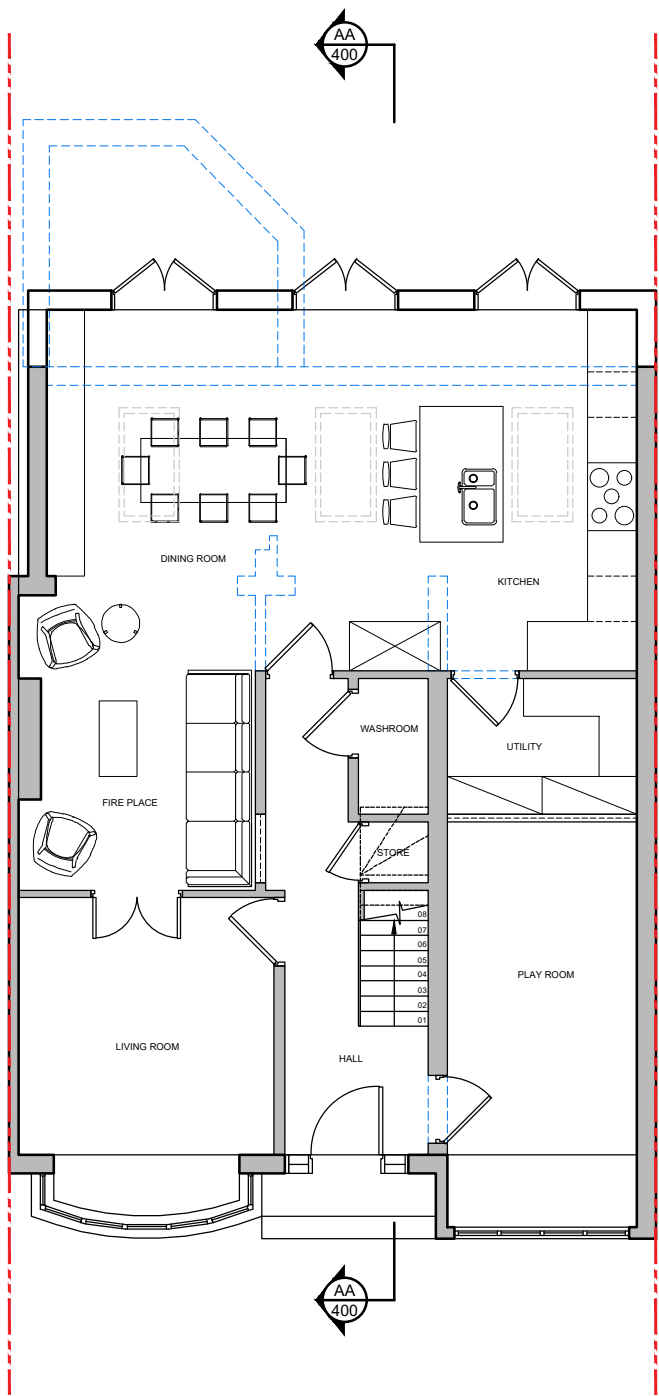 AA
400
DINING ROOM
KITCHEN
WASHROOM
UTILITY
FIRE PLACE
STORE
08
07
06
05
04
03
02
01
PLAY ROOM
LIVING ROOM
HALL
AA
400